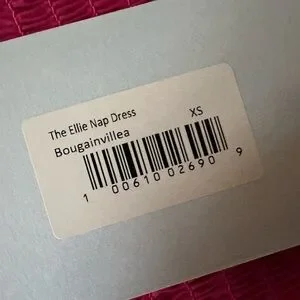 The Ellie Nap Dress XS
Bougainvillea
1 00610 02690 9